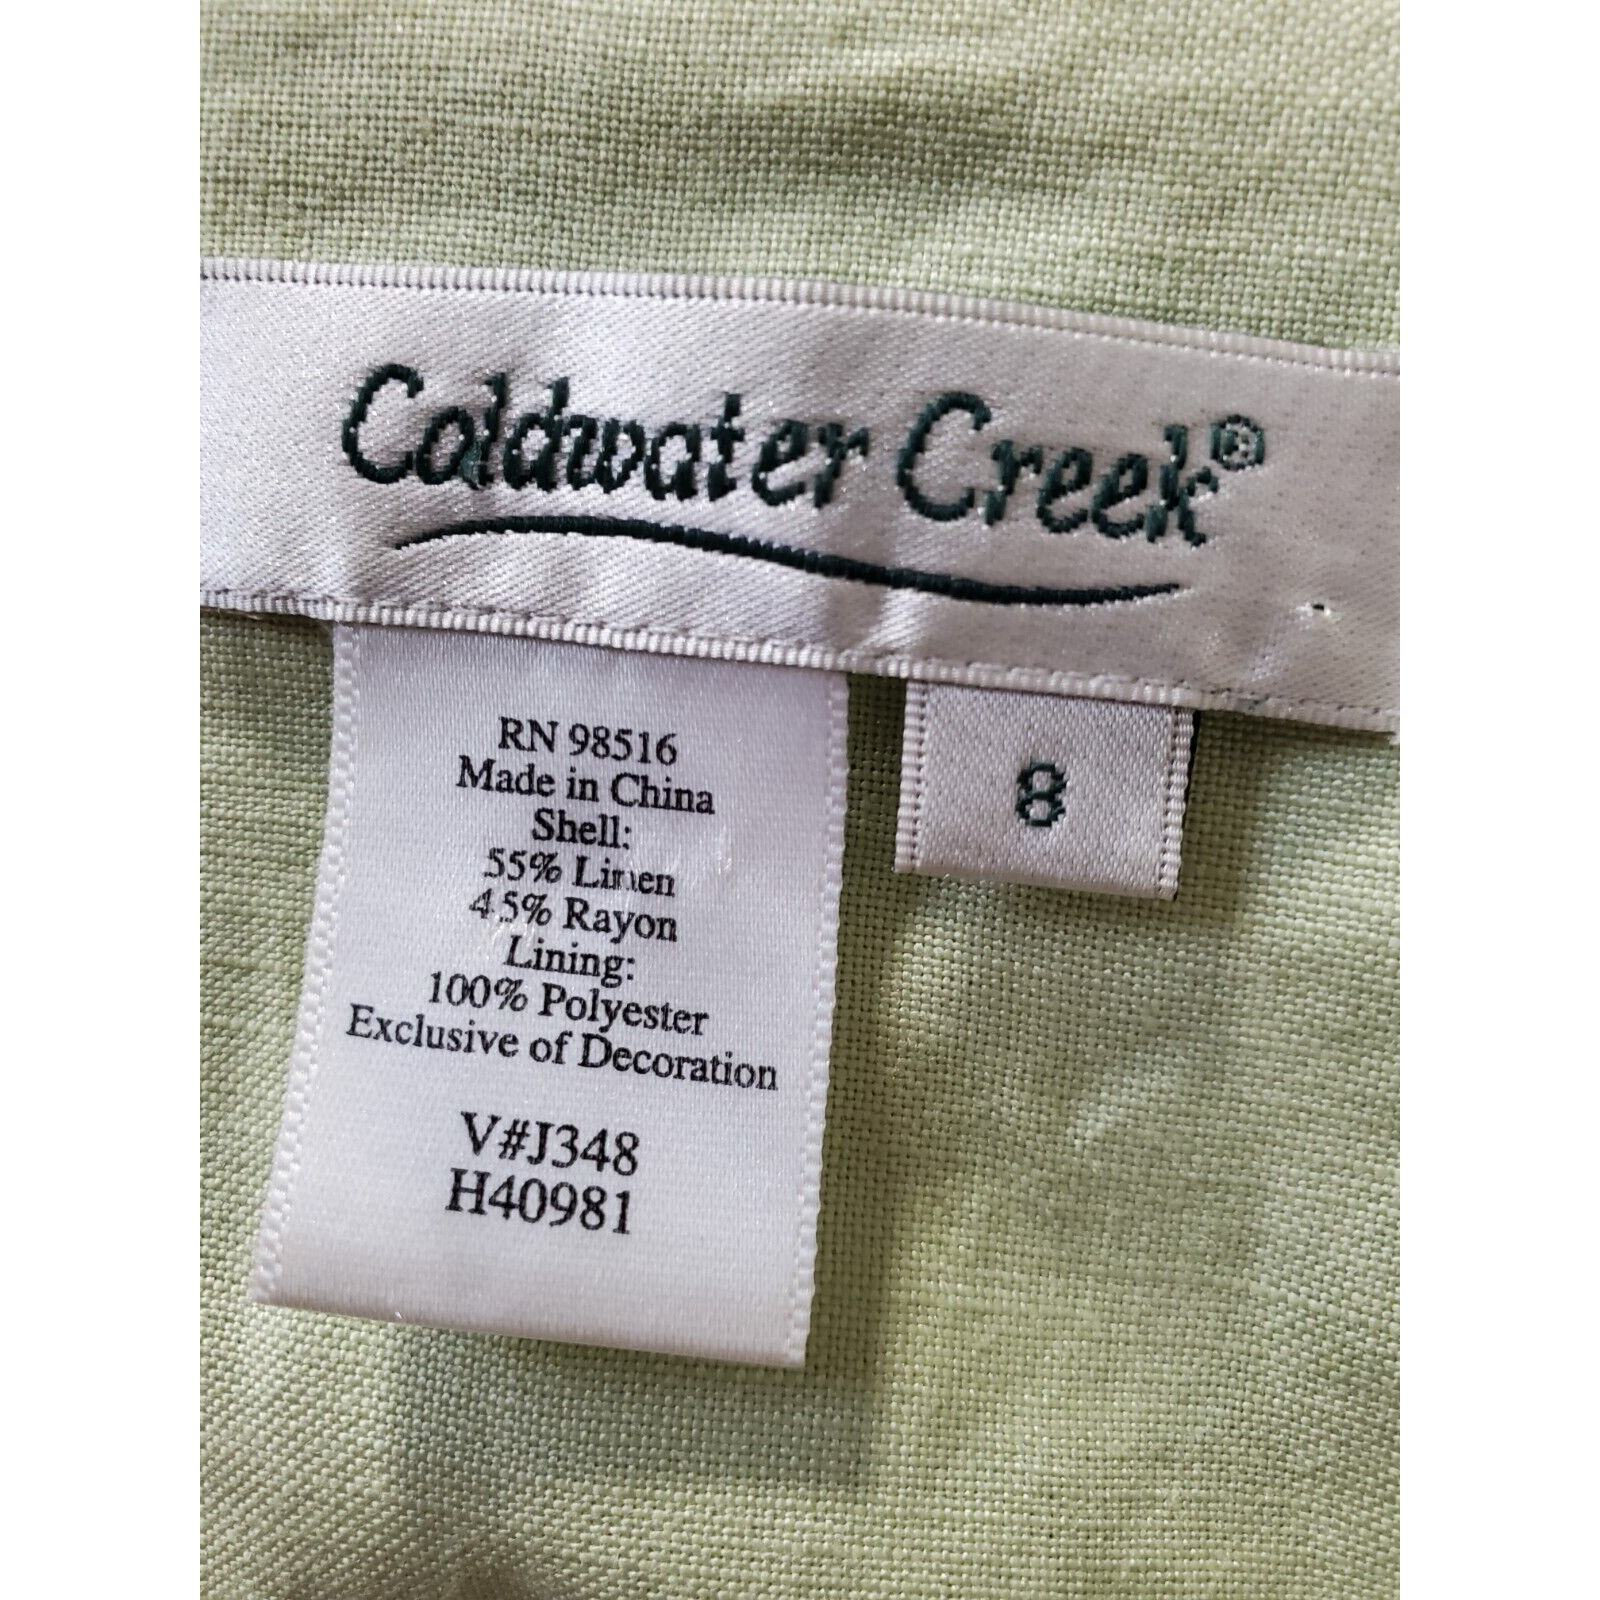 Coldwater Creek®
RN 98516
Made in China
Shell:
55% Linen
45% Rayon
Lining:
100% Polyester
Exclusive of Decoration
V#J348
H40981
8